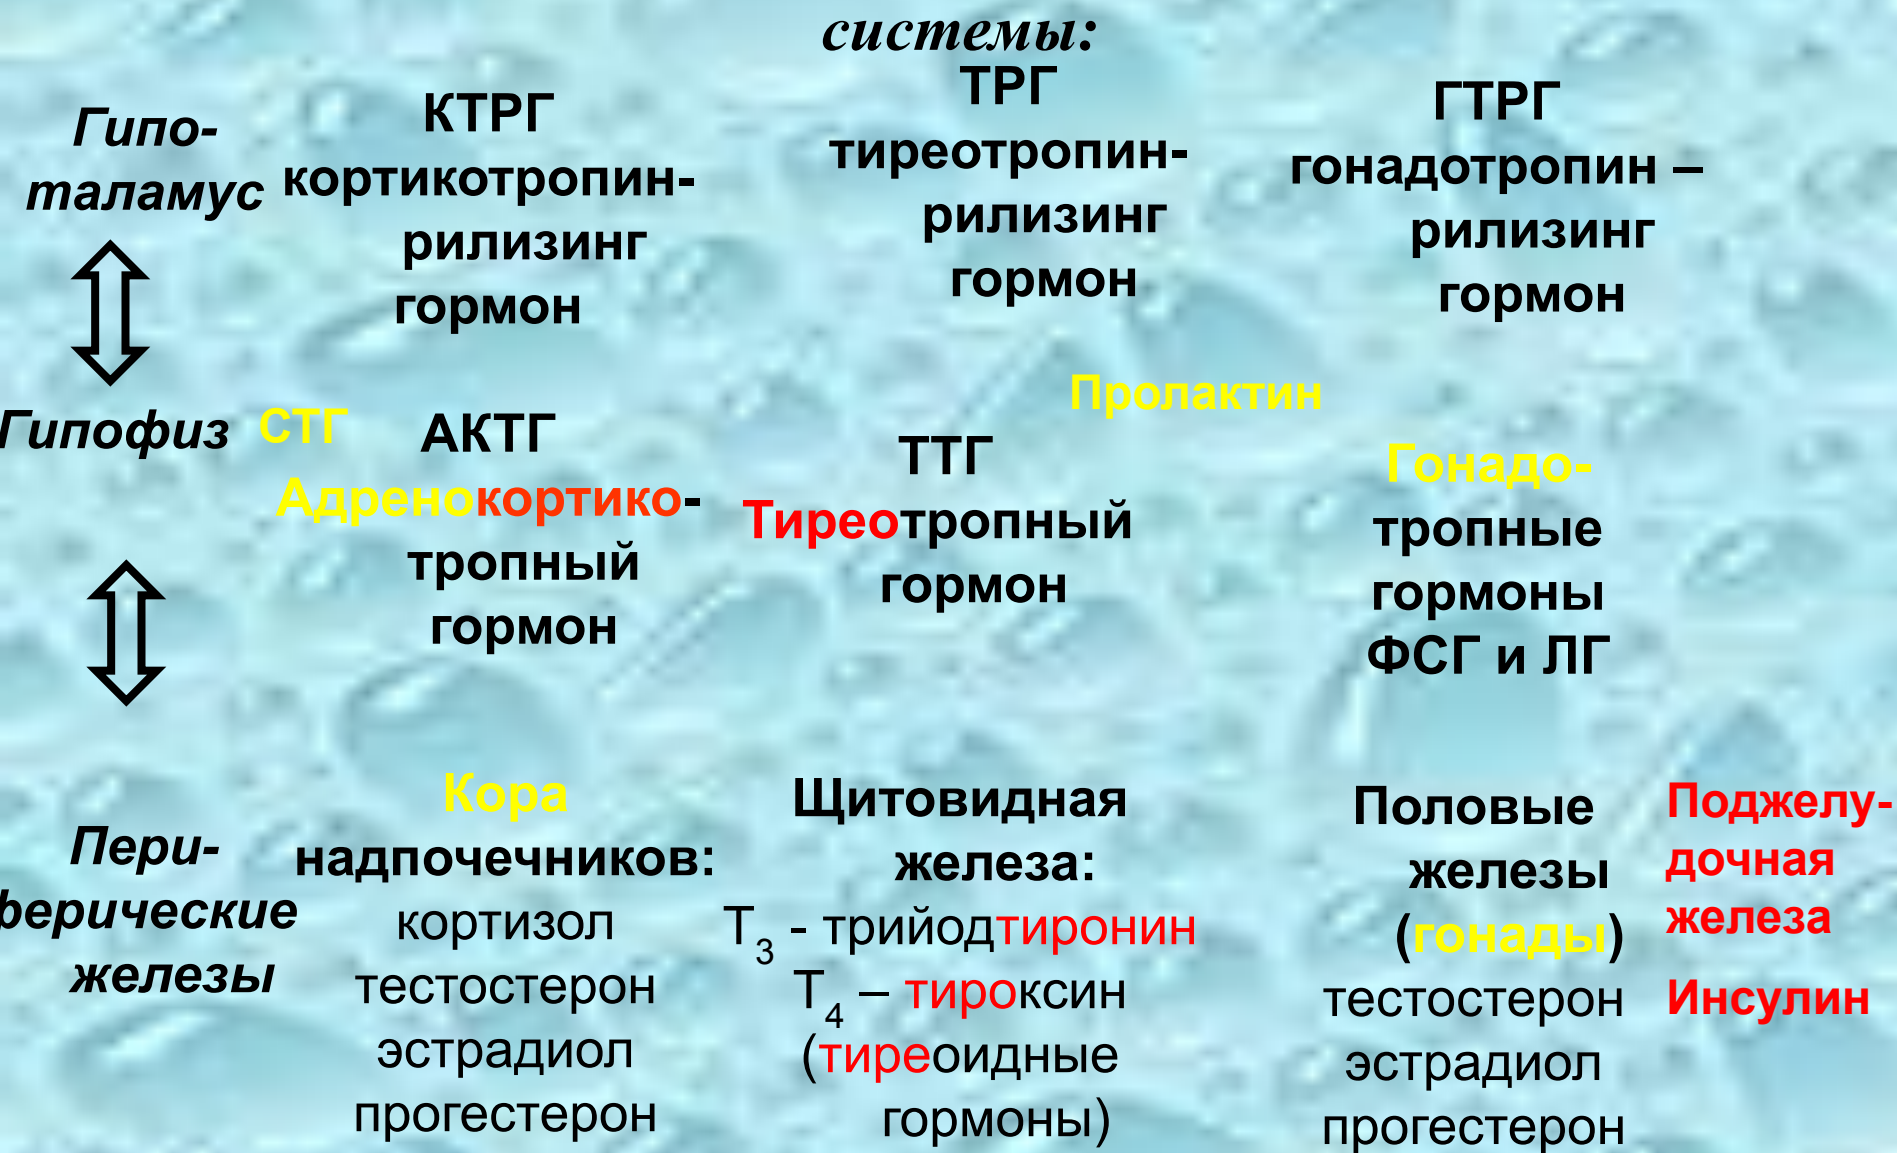 системы:
Гипо-
таламус
КТРГ
кортикотропин-
рилизинг
гормон
ТРГ
тиреотропин-
рилизинг
гормон
ГТРГ
гонадотропин –
рилизинг
гормон
Гипофиз
СТГ
АКТГ
Адренокортико-
тропный
гормон
ТТГ
Тиреотропный
гормон
Пролактин
Гонадо-
тропные
гормоны
ФСГ и ЛГ
Пери-
ферические
железы
Кора
надпочечников:
кортизол
тестостерон
эстрадиол
прогестерон
Щитовидная
железа:
Т3 - трийодтиронин
Т4 – тироксин
(тиреоидные
гормоны)
Половые
железы
(гонады)
тестостерон
эстрадиол
прогестерон
Поджелу-
дочная
железа
Инсулин